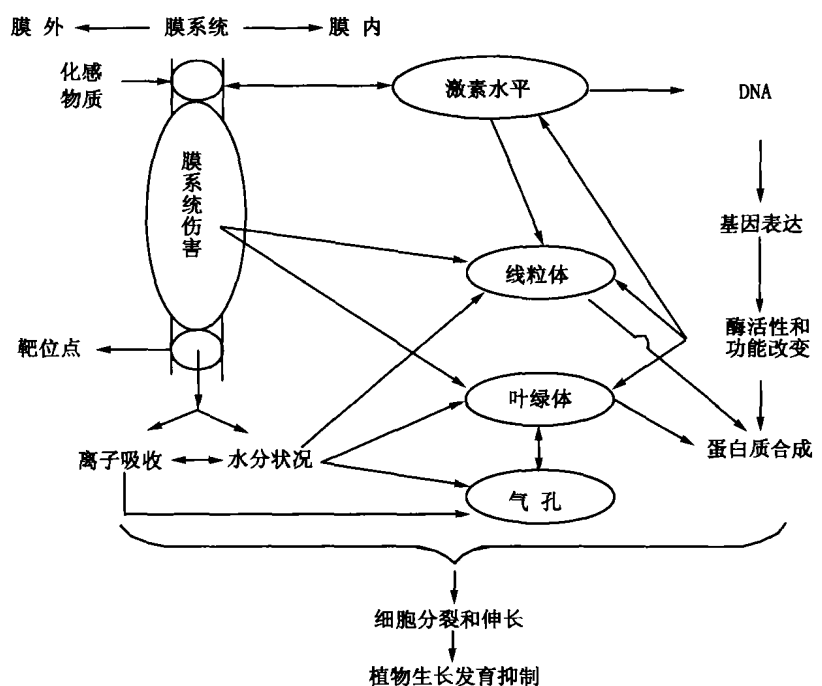 膜 外 膜系统 膜 内
化感
物质
激素水平
DNA
膜系统伤害
基因表达
线粒体
酶活性和
功能改变
靶位点
叶绿体
蛋白质合成
离子吸收
水分状况
气 孔
细胞分裂和伸长
植物生长发育抑制